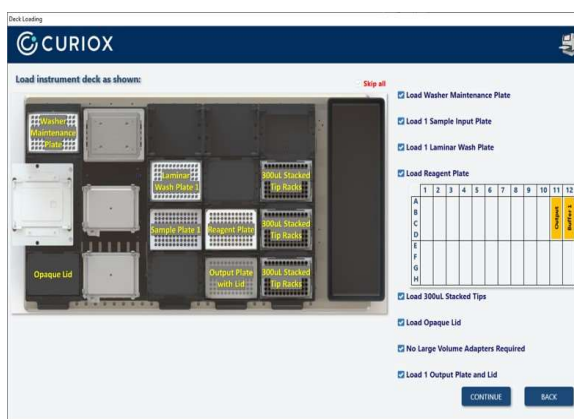 Deck Loading
CURIOX
Load instrument deck as shown:
Skip all
Washer
Maintenance
Plate
Laminar
Wash Plate 1
300uL Stacked
Tip Racks
Sample Plate 1
Reagent Plate
300uL Stacked
Tip Racks
Opaque Lid
Output Plate
with Lid
300uL Stacked
Tip Racks
Load Washer Maintenance Plate
Load 1 Sample Input Plate
Load 1 Laminar Wash Plate
Load Reagent Plate
1 2 3 4 5 6 7 8 9 10 11 12
A
B
C
D
E
F
G
H
Output
Buffer 1
Load 300uL Stacked Tips
Load Opaque Lid
No Large Volume Adapters Required
Load 1 Output Plate and Lid
CONTINUE
BACK